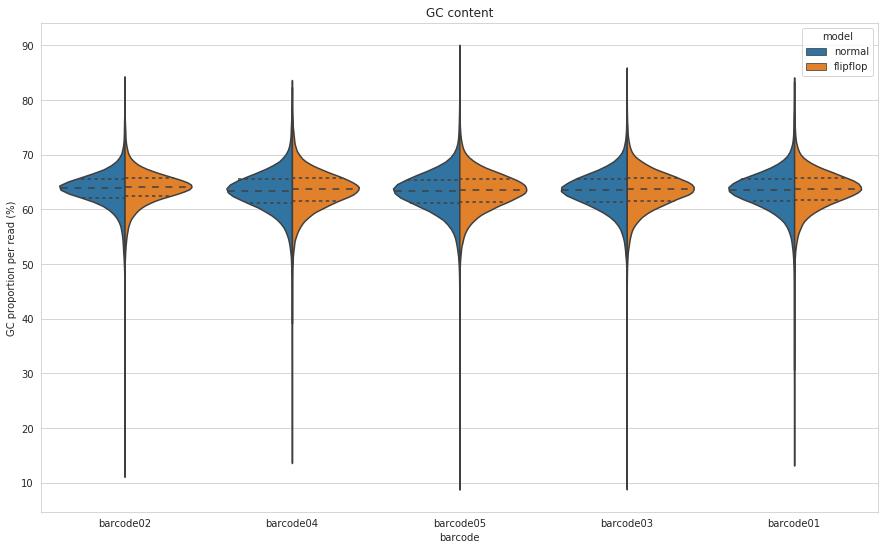 GC content
model
normal
flipflop
GC proportion per read (%)
90
80
70
60
50
40
30
20
10
barcode02
barcode04
barcode05
barcode03
barcode01
barcode